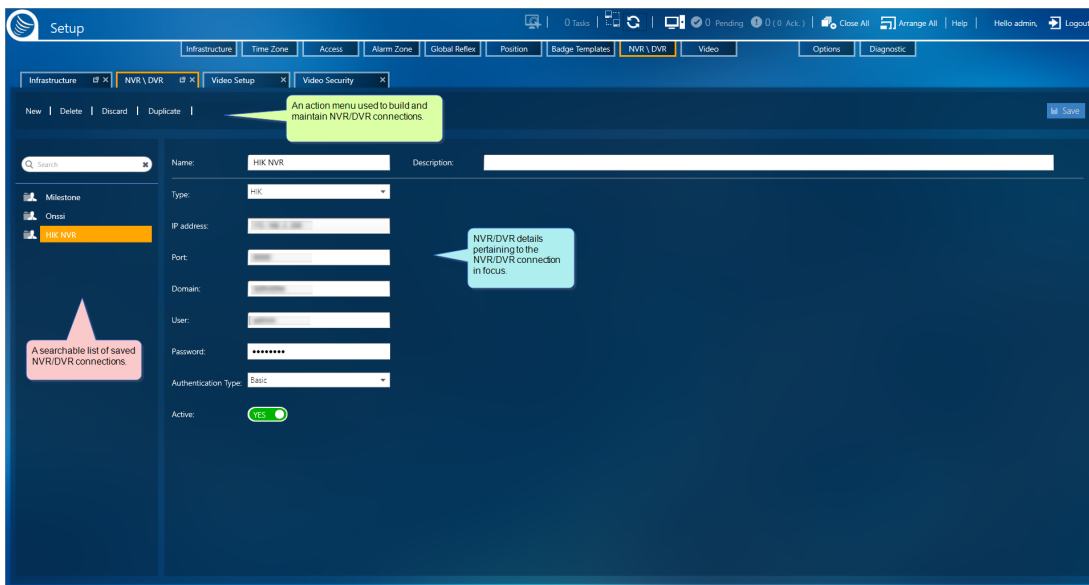 Setup
0 Tasks
0 Pending
0 ( 0 Ack. )
Close All
Arrange All
Help
Hello admin,
Logout
Infrastructure
Time Zone
Access
Alarm Zone
Global Reflex
Position
Badge Templates
NVR \ DVR
Video
Options
Diagnostic
Infrastructure
NVR \ DVR
Video Setup
Video Security
New
Delete
Discard
Duplicate
An action menu used to build and
maintain NVR/DVR connections.
Save
Search
Milestone
Onssi
HIK NVR
A searchable list of saved
NVR/DVR connections.
Name:
HIK NVR
Description:
Type:
HIK
IP address:
Port:
Domain:
User:
Password:
Authentication Type:
Basic
Active:
YES
NVR/DVR details
pertaining to the
NVR/DVR connection
in focus.